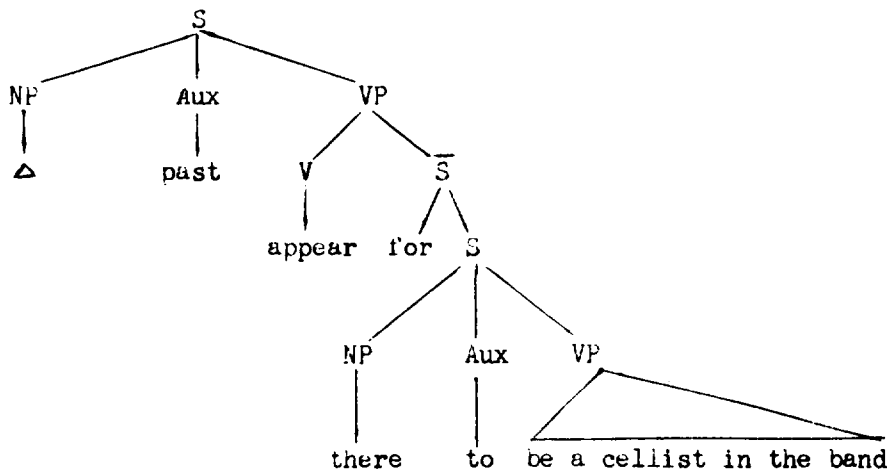 S
NP Aux VP
Δ past V S̅
appear for S
NP Aux VP
there to be a cellist in the band